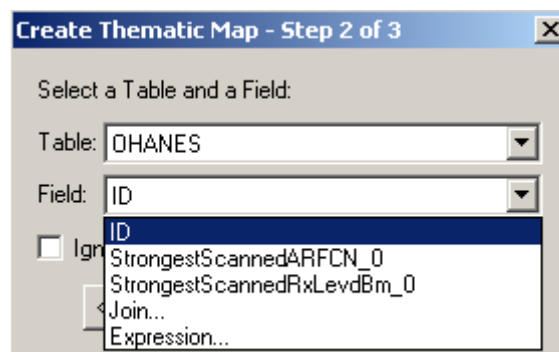 Create Thematic Map - Step 2 of 3
Select a Table and a Field:
Table: OHANES
Field: ID
ID
StrongestScannedARFCN_0
StrongestScannedRxLevdBm_0
Join...
Expression...